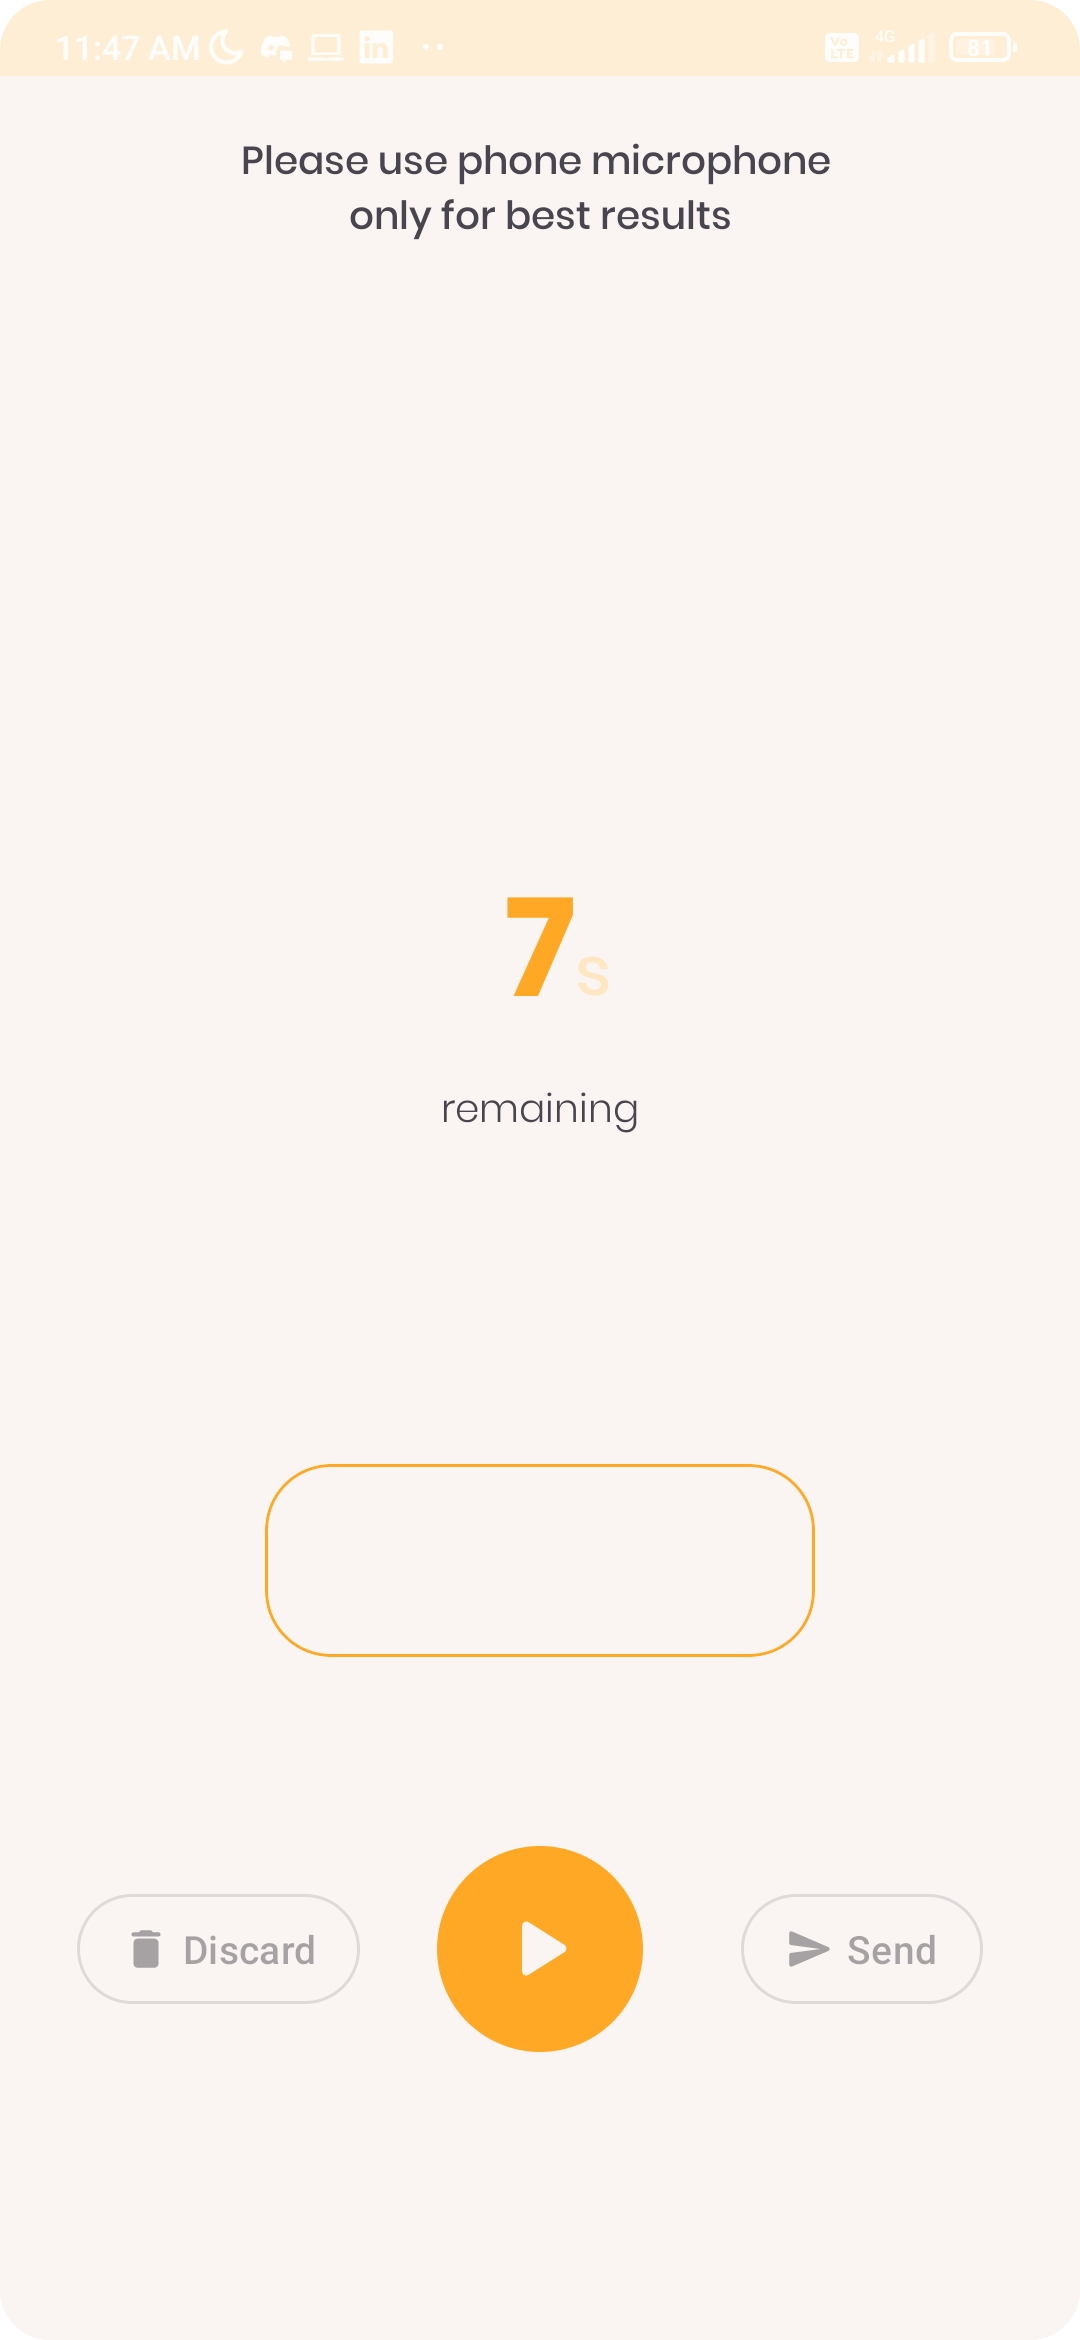 11:47 AM
Vo
LTE
4G
81
Please use phone microphone
only for best results
7s
remaining
Discard
Send